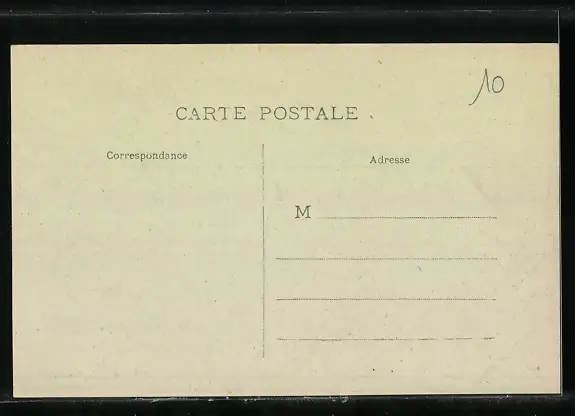 10
CARTE POSTALE
Correspondance
Adresse
M